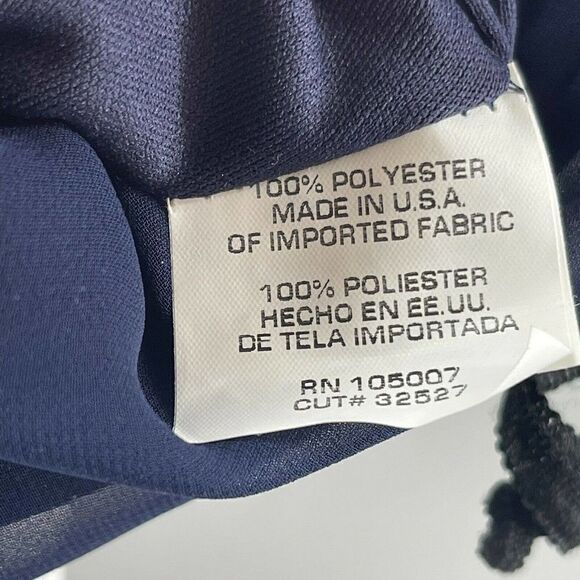 100% POLYESTER
MADE IN U.S.A.
OF IMPORTED FABRIC
100% POLIESTER
HECHO EN EE.UU.
DE TELA IMPORTADA
RN 105007
CUT# 32527